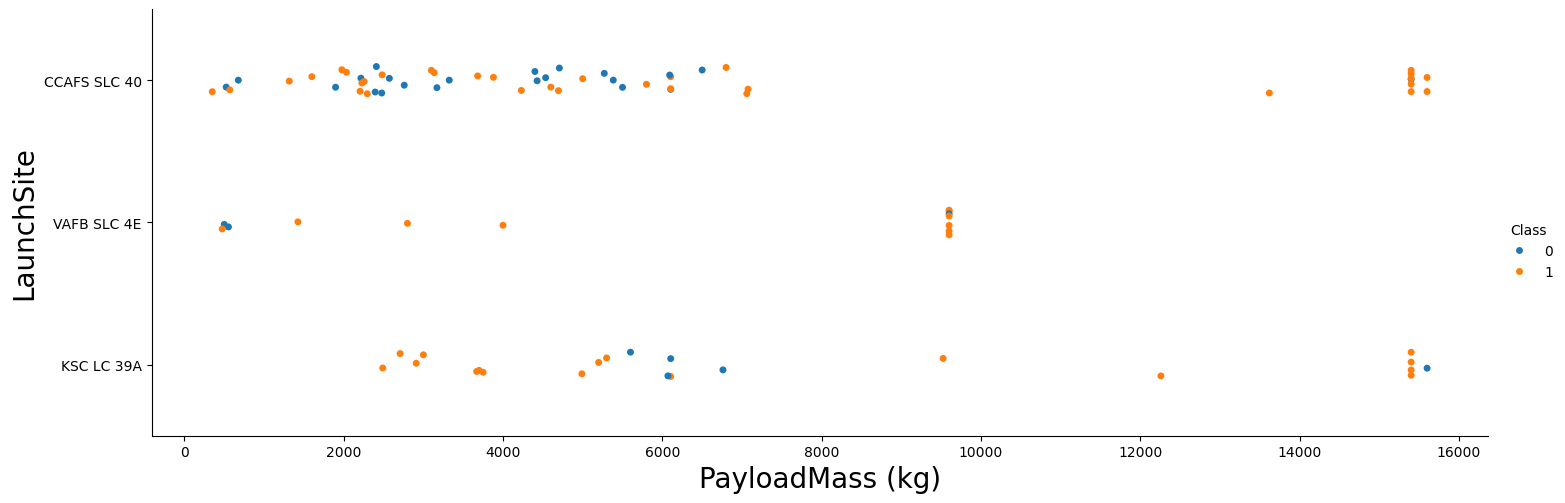 LaunchSite
CCAFS SLC 40
VAFB SLC 4E
KSC LC 39A
0 2000 4000 6000 8000 10000 12000 14000 16000
PayloadMass (kg)
Class
0
1